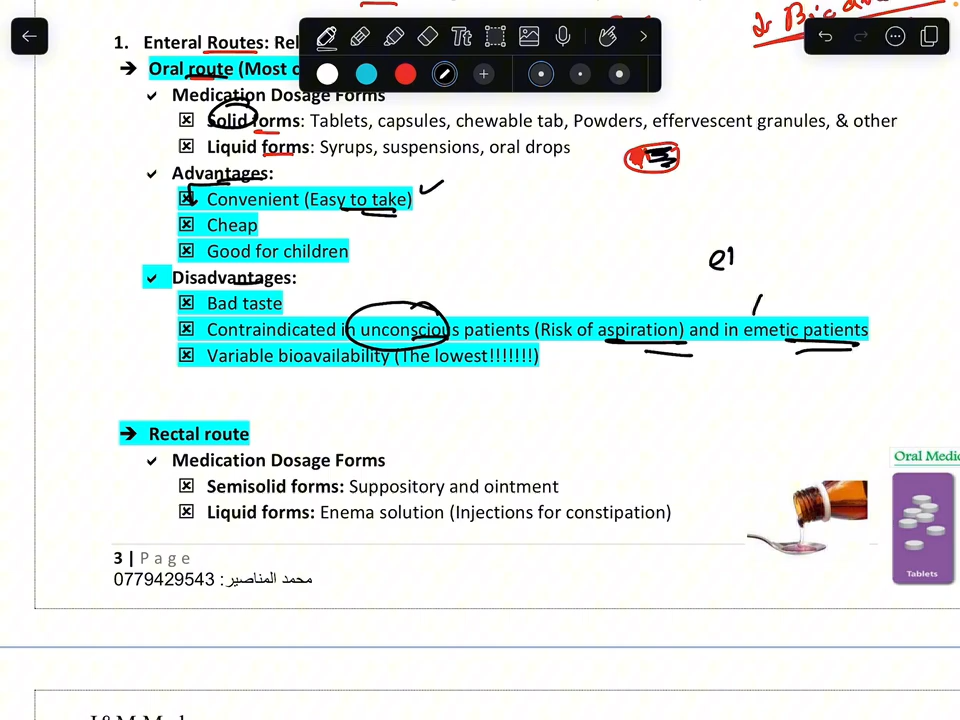 1. Enteral Routes: Rel
→ Oral route (Most c
✓ Medication Dosage Forms
☒ Solid forms: Tablets, capsules, chewable tab, Powders, effervescent granules, & other
☒ Liquid forms: Syrups, suspensions, oral drops
✓ Advantages:
☒ Convenient (Easy to take)
☒ Cheap
☒ Good for children
✓ Disadvantages:
☒ Bad taste
☒ Contraindicated in unconscious patients (Risk of aspiration) and in emetic patients
☒ Variable bioavailability (The lowest!!!!!!!)
→ Rectal route
✓ Medication Dosage Forms
☒ Semisolid forms: Suppository and ointment
☒ Liquid forms: Enema solution (Injections for constipation)
Oral Medic
Tablets
3 | Page
محمد المناصير: 0779429543